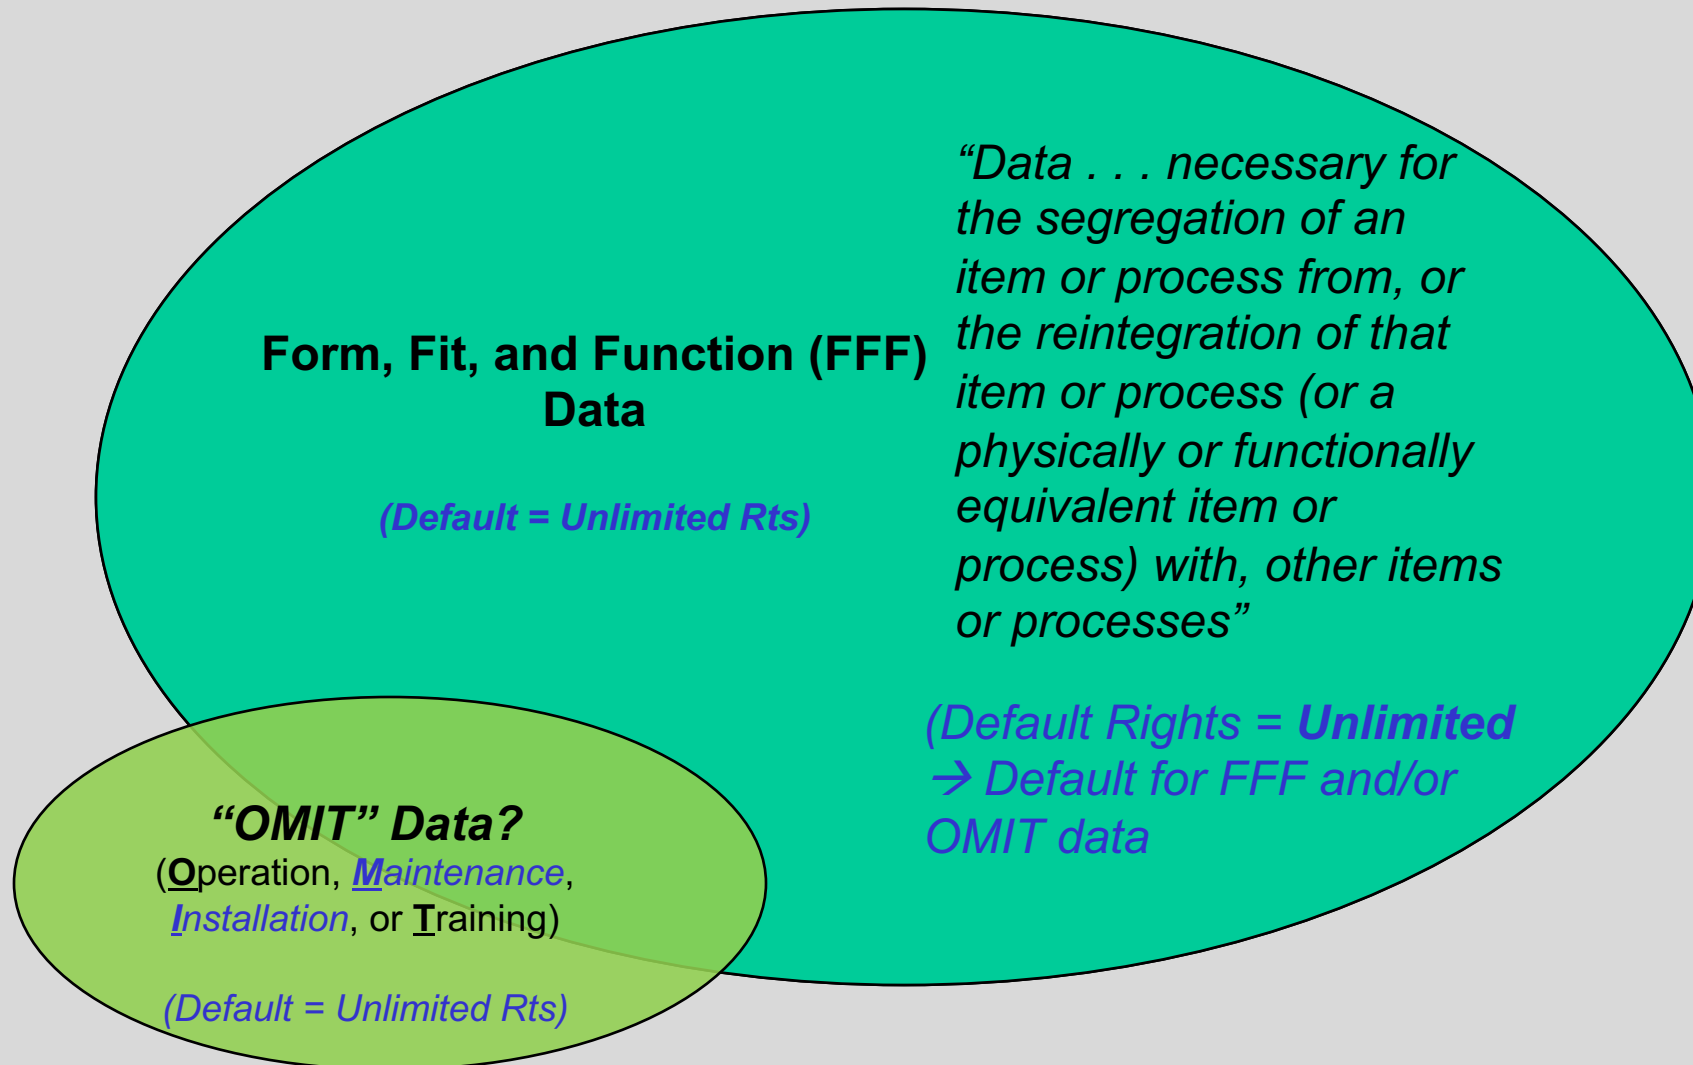 Form, Fit, and Function (FFF)
Data
(Default = Unlimited Rts)
“Data . . . necessary for
the segregation of an
item or process from, or
the reintegration of that
item or process (or a
physically or functionally
equivalent item or
process) with, other items
or processes”
(Default Rights = Unlimited
→ Default for FFF and/or
OMIT data
“OMIT” Data?
(Operation, Maintenance,
Installation, or Training)
(Default = Unlimited Rts)